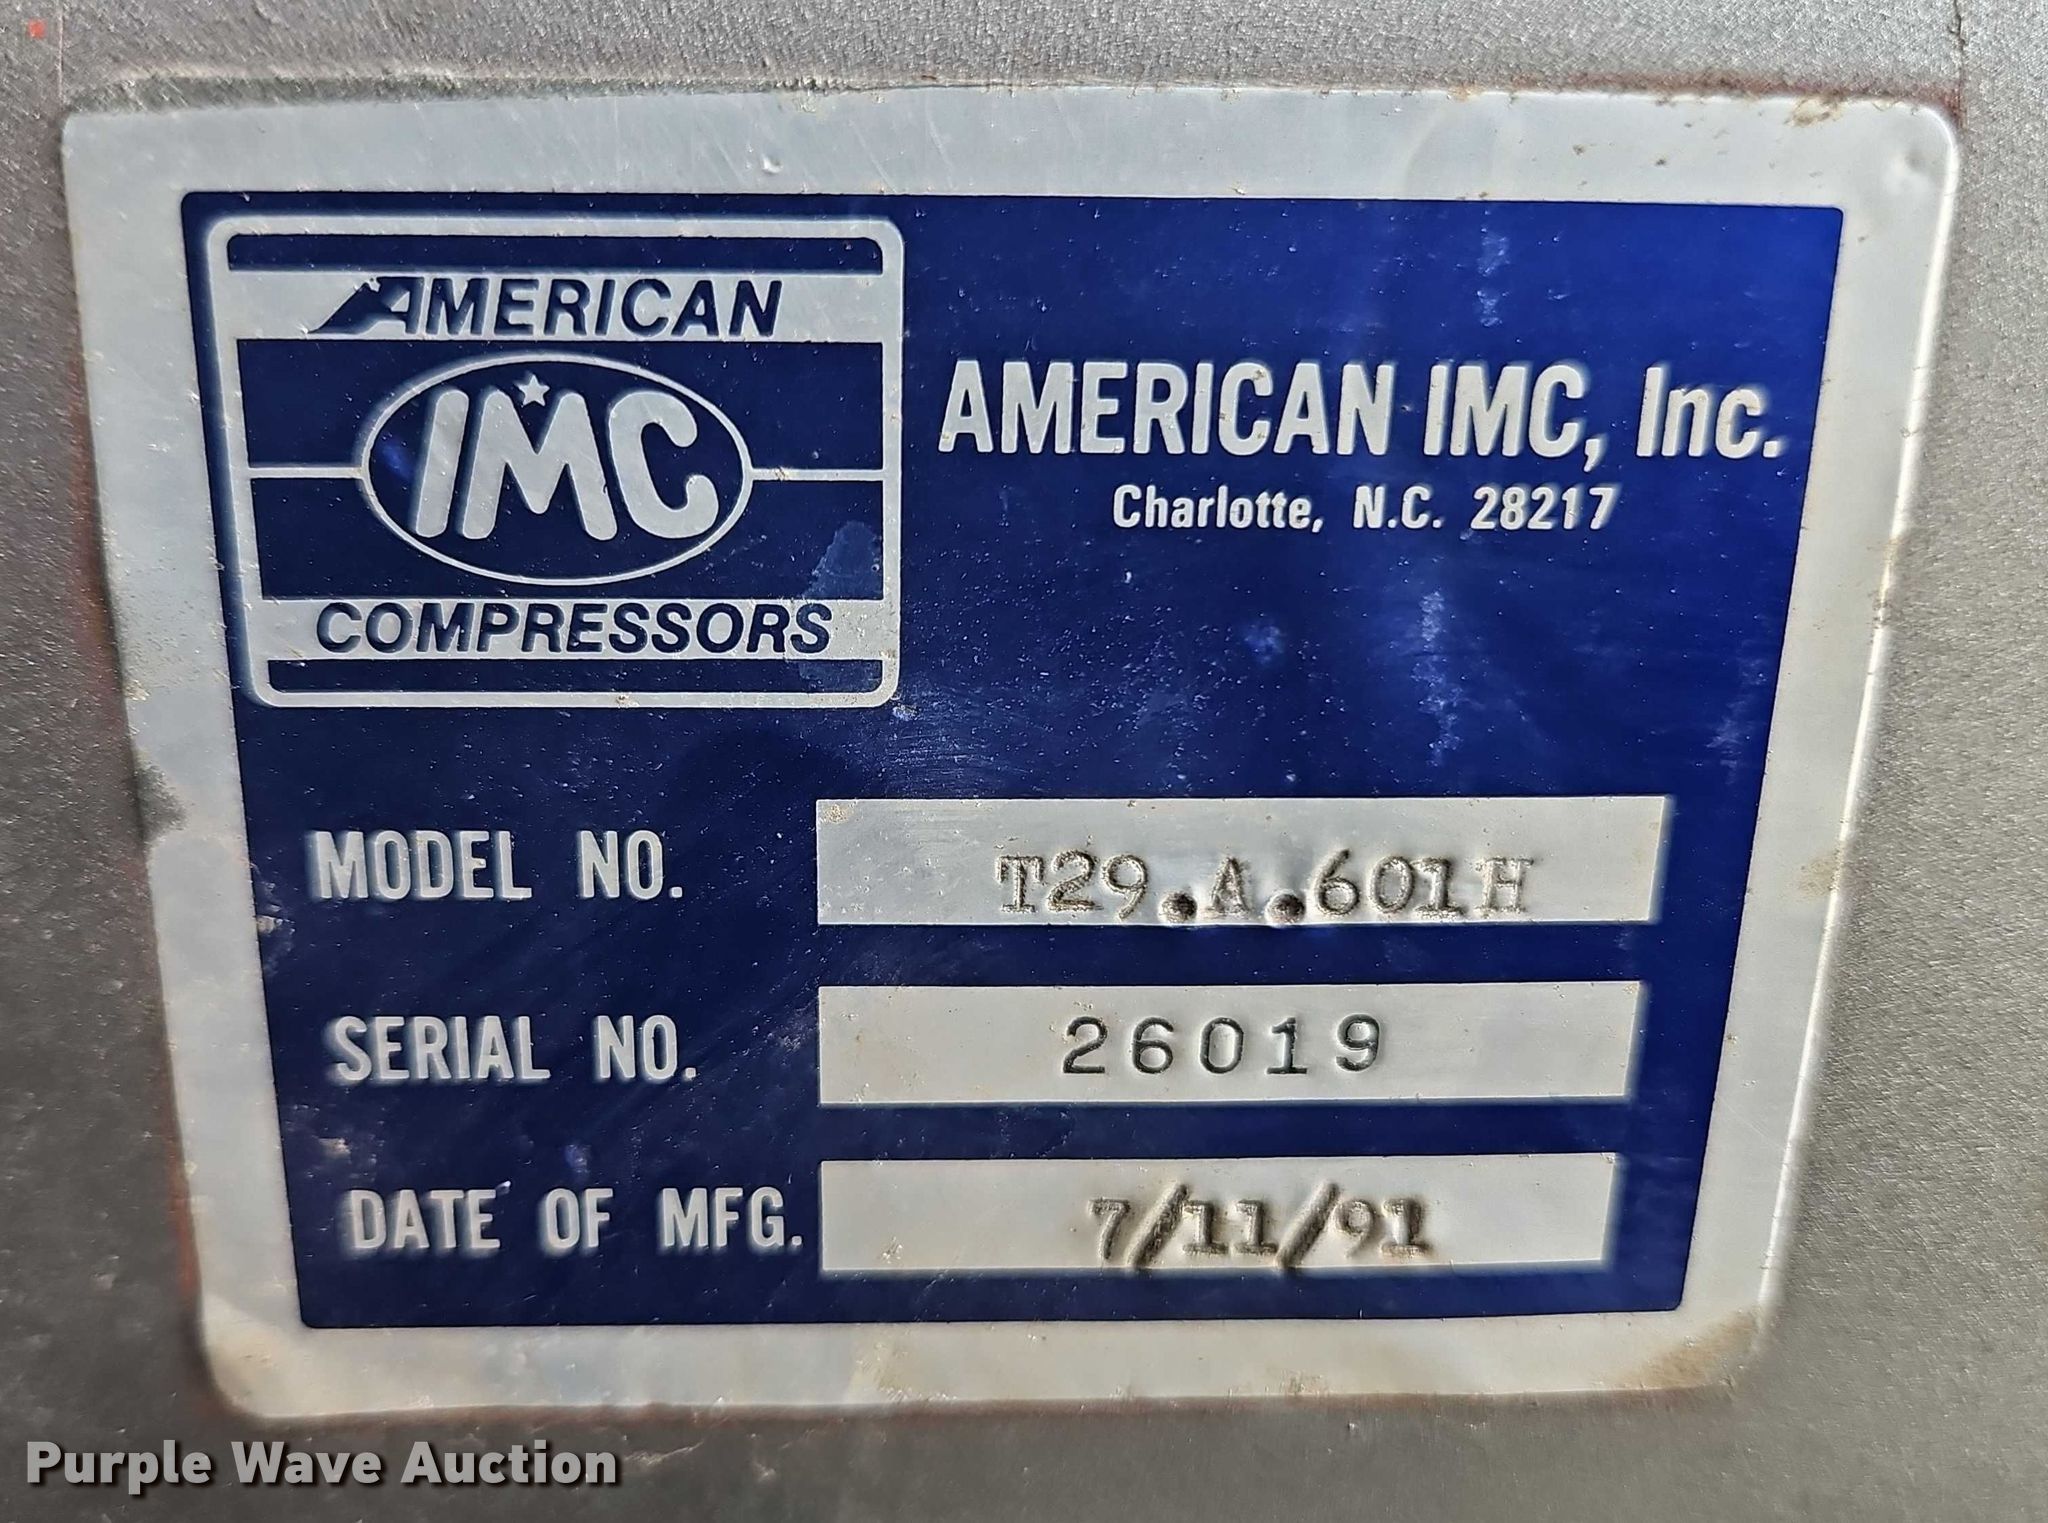 AMERICAN
IMC
COMPRESSORS
AMERICAN IMC, Inc.
Charlotte, N.C. 28217
MODEL NO. T29.A.601H
SERIAL NO. 26019
DATE OF MFG. 7/11/91
Purple Wave Auction